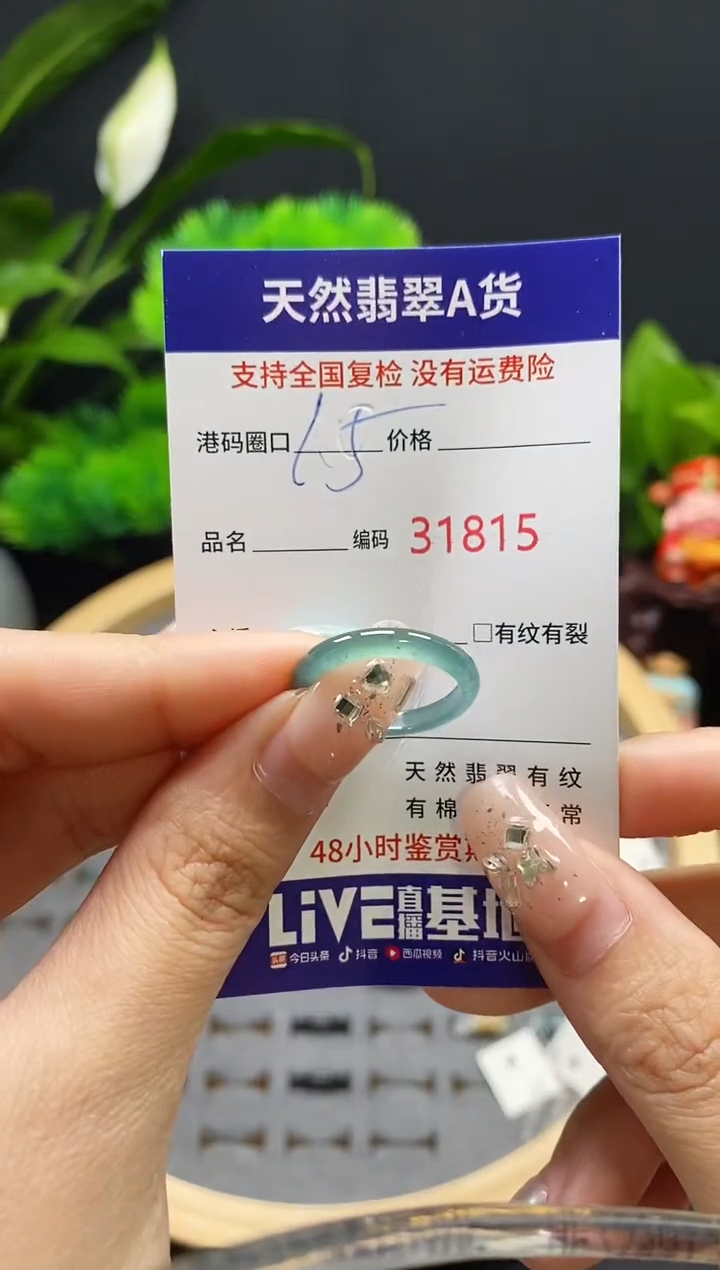 天然翡翠A货
支持全国复检 没有运费险
港码圈口 15 价格
品名 编码 31815
□有纹有裂
天然翡翠有纹
有棉 常
48小时鉴赏
LiVE直播基地
今日头条 抖音 西瓜视频 抖音火山